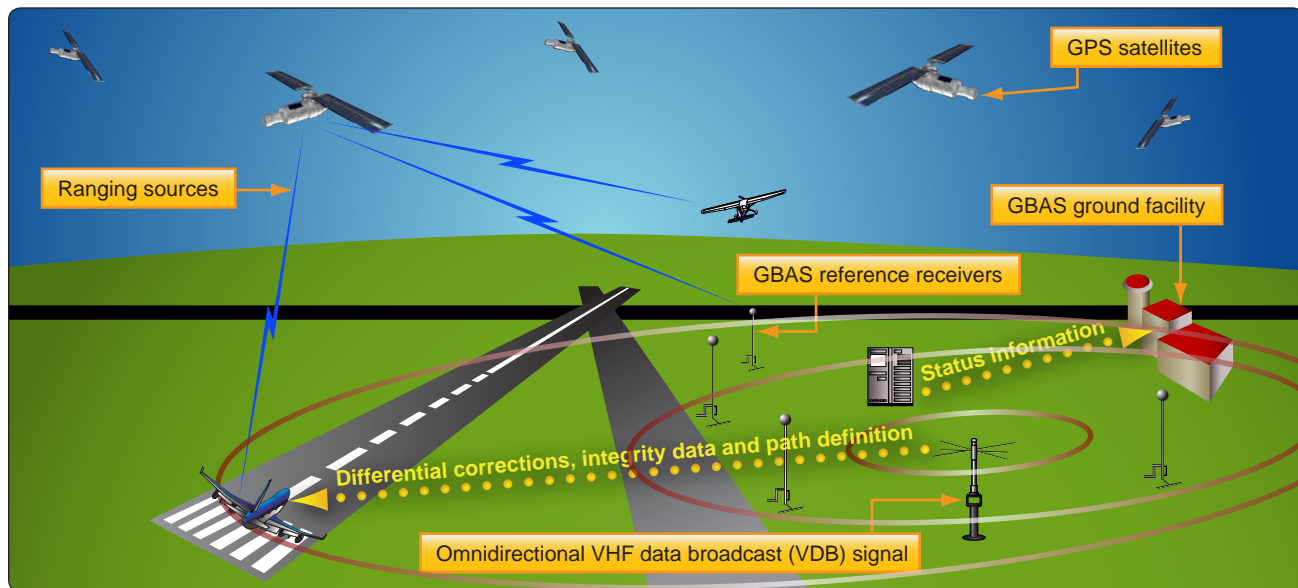 GPS satellites
Ranging sources
GBAS ground facility
GBAS reference receivers
Status information
Differential corrections, integrity data and path definition
Omnidirectional VHF data broadcast (VDB) signal